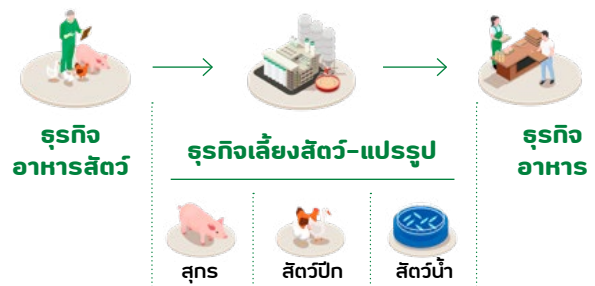 ธุรกิจ
อาหารสัตว์
ธุรกิจเลี้ยงสัตว์-แปรรูป
ธุรกิจ
อาหาร
สุกร
สัตว์ปีก
สัตว์น้ำ